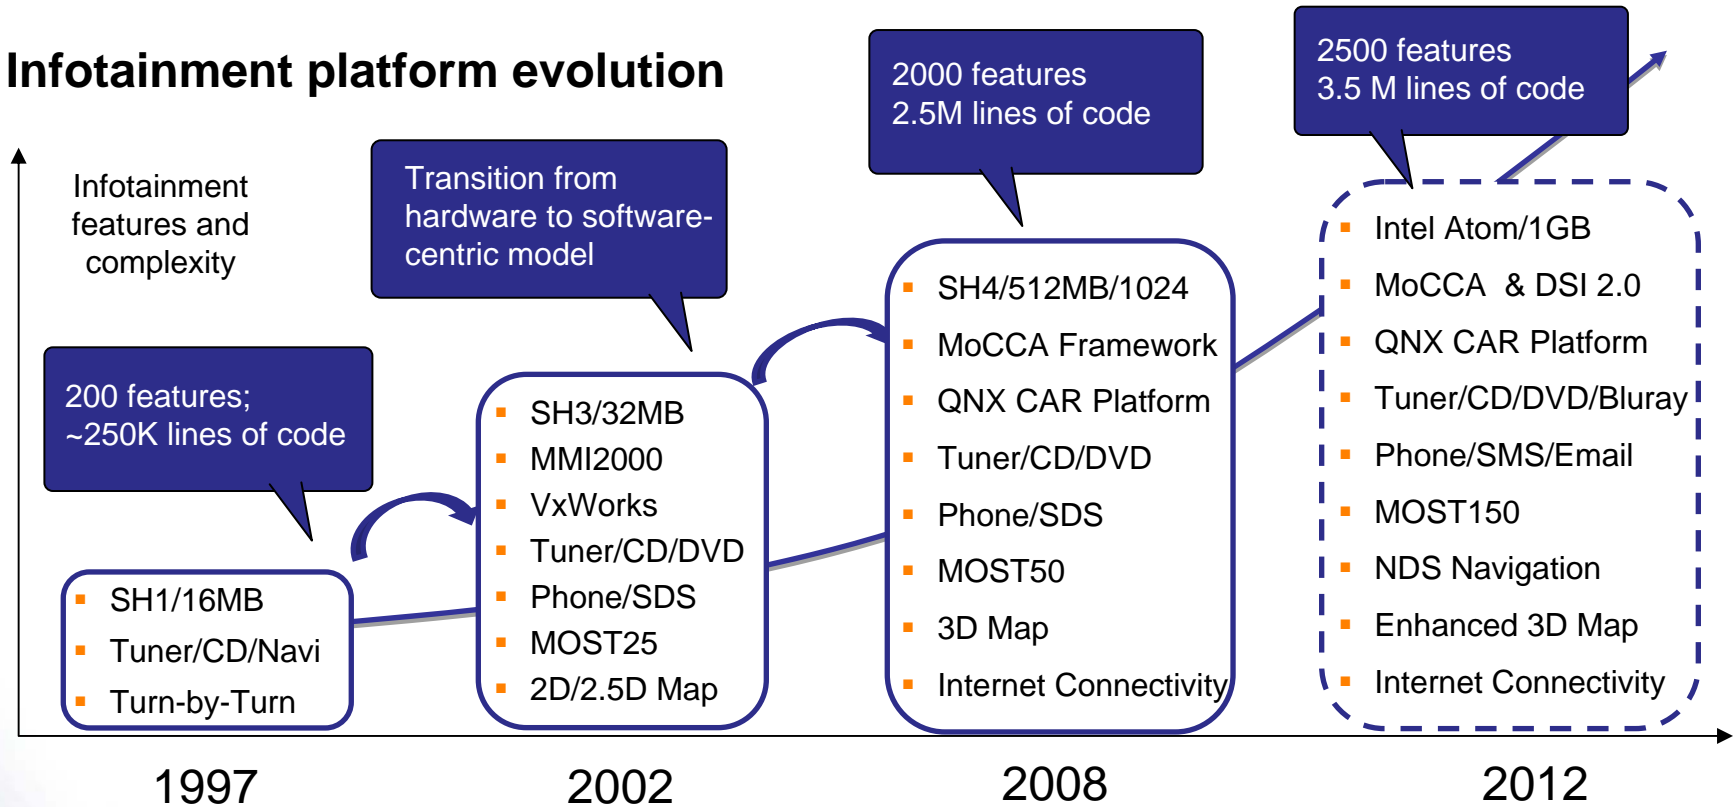 Infotainment platform evolution
Infotainment
features and
complexity
200 features;
~250K lines of code
Transition from
hardware to software-
centric model
2000 features
2.5M lines of code
2500 features
3.5 M lines of code
SH1/16MB
Tuner/CD/Navi
Turn-by-Turn
SH3/32MB
MMI2000
VxWorks
Tuner/CD/DVD
Phone/SDS
MOST25
2D/2.5D Map
SH4/512MB/1024
MoCCA Framework
QNX CAR Platform
Tuner/CD/DVD
Phone/SDS
MOST50
3D Map
Internet Connectivity
Intel Atom/1GB
MoCCA & DSI 2.0
QNX CAR Platform
Tuner/CD/DVD/Bluray
Phone/SMS/Email
MOST150
NDS Navigation
Enhanced 3D Map
Internet Connectivity
1997
2002
2008
2012